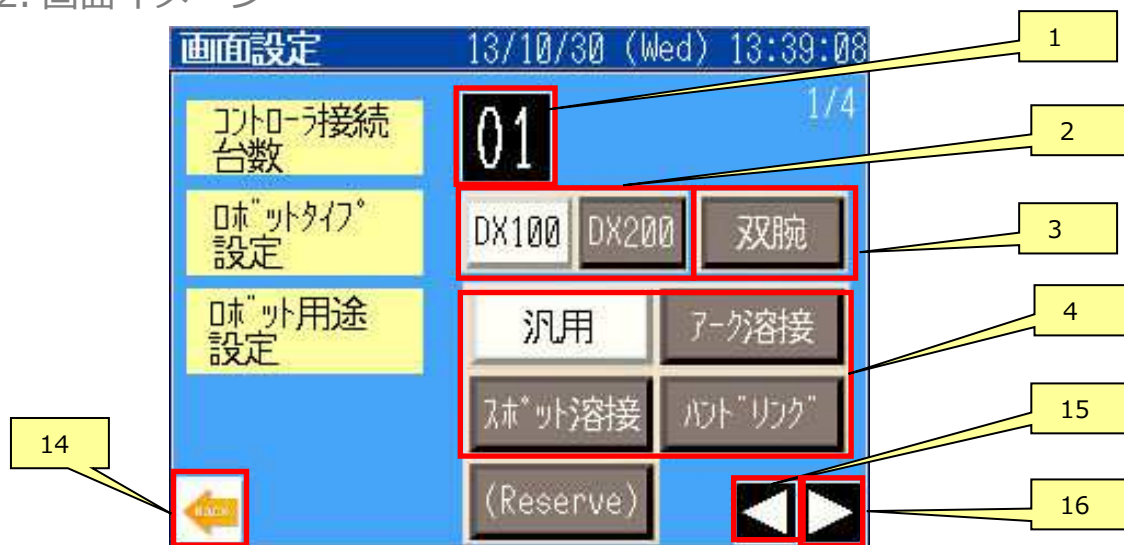 2. 画面イメージ
画面設定 13/10/30 (Wed) 13:39:08
1/4
コントローラ接続
台数
01
ロボットタイプ
設定
DX100 DX200 双腕
ロボット用途
設定
汎用 アーク溶接
スポット溶接 ハンドリング
(Reserve)
BACK
1
2
3
4
14
15
16